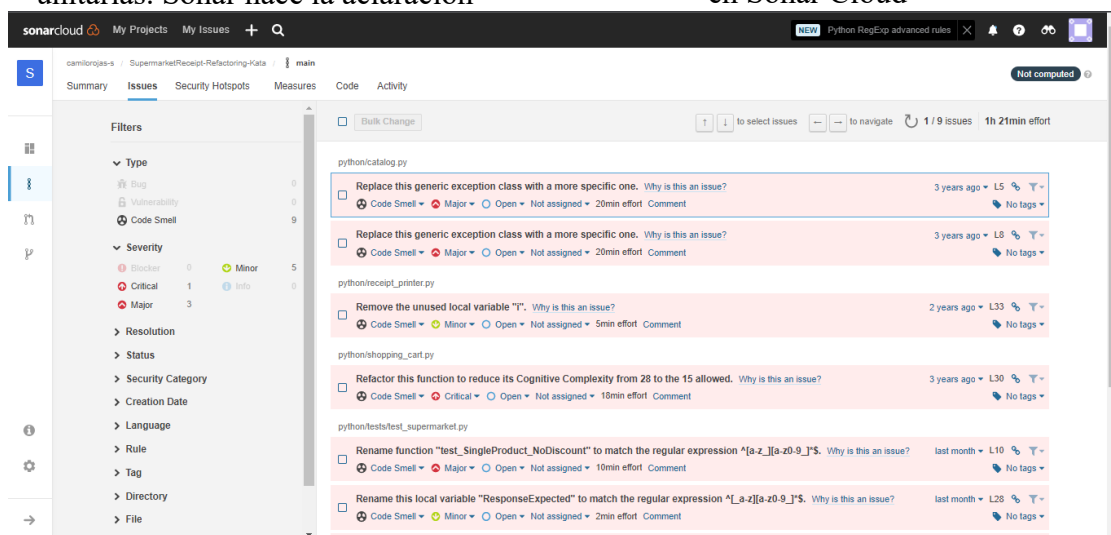 unitarias. Sonar hace la aclaración
en Sonar Cloud
sonarcloud My Projects My Issues + NEW Python RegExp advanced rules
S
camilorojas-s / SupermarketReceipt-Refactoring-Kata / main
Not computed
Summary Issues Security Hotspots Measures Code Activity
Filters
Bulk Change ↑ ↓ to select issues ← → to navigate 1 / 9 issues 1h 21min effort
Type
Bug 0
Vulnerability 0
Code Smell 9
Severity
Blocker 0 Minor 5
Critical 1 Info 0
Major 3
Resolution
Status
Security Category
Creation Date
Language
Rule
Tag
Directory
File
python/catalog.py
Replace this generic exception class with a more specific one. Why is this an issue? 3 years ago L5
Code Smell Major Open Not assigned 20min effort Comment No tags
Replace this generic exception class with a more specific one. Why is this an issue? 3 years ago L8
Code Smell Major Open Not assigned 20min effort Comment No tags
python/receipt_printer.py
Remove the unused local variable "i". Why is this an issue? 2 years ago L33
Code Smell Minor Open Not assigned 5min effort Comment No tags
python/shopping_cart.py
Refactor this function to reduce its Cognitive Complexity from 28 to the 15 allowed. Why is this an issue? 3 years ago L30
Code Smell Critical Open Not assigned 18min effort Comment No tags
python/tests/test_supermarket.py
Rename function "test_SingleProduct_NoDiscount" to match the regular expression ^[a-z_][a-z0-9_]*$. Why is this an issue? last month L10
Code Smell Major Open Not assigned 10min effort Comment No tags
Rename this local variable "ResponseExpected" to match the regular expression ^[_a-z][a-z0-9_]*$. Why is this an issue? last month L28
Code Smell Minor Open Not assigned 2min effort Comment No tags